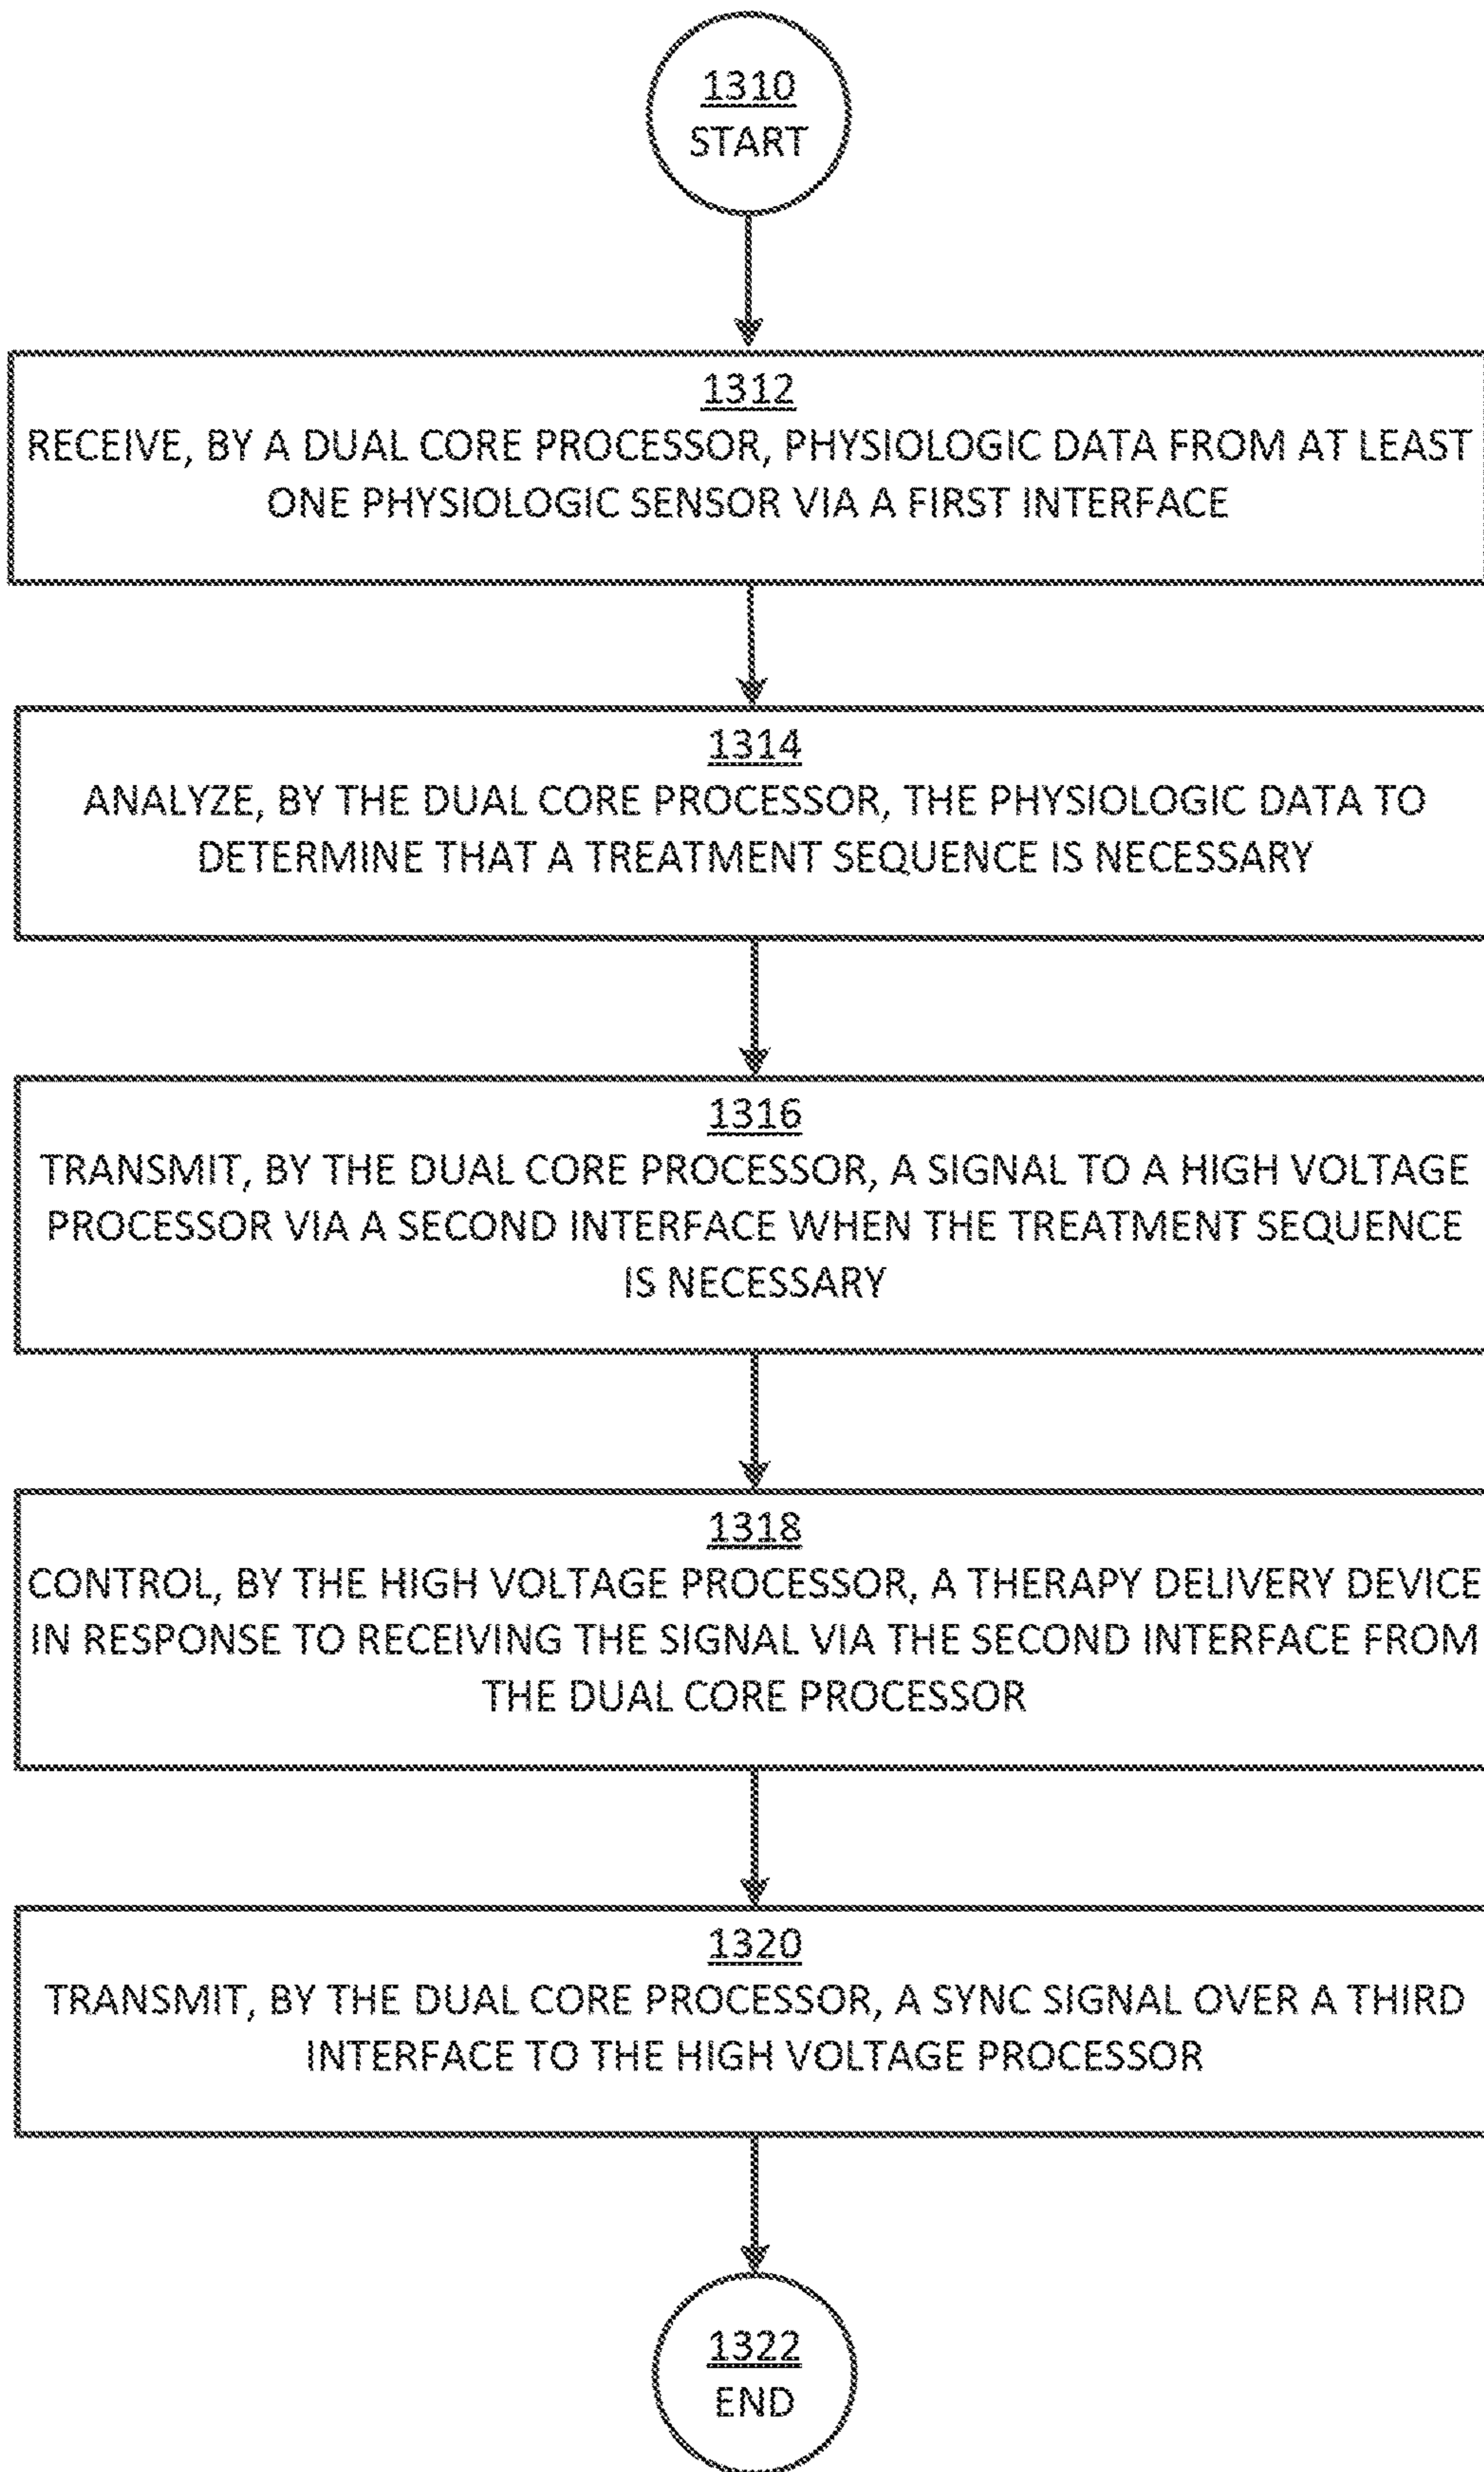 1310
START
1312
RECEIVE, BY A DUAL CORE PROCESSOR, PHYSIOLOGIC DATA FROM AT LEAST
ONE PHYSIOLOGIC SENSOR VIA A FIRST INTERFACE
1314
ANALYZE, BY THE DUAL CORE PROCESSOR, THE PHYSIOLOGIC DATA TO
DETERMINE THAT A TREATMENT SEQUENCE IS NECESSARY
1316
TRANSMIT, BY THE DUAL CORE PROCESSOR, A SIGNAL TO A HIGH VOLTAGE
PROCESSOR VIA A SECOND INTERFACE WHEN THE TREATMENT SEQUENCE
IS NECESSARY
1318
CONTROL, BY THE HIGH VOLTAGE PROCESSOR, A THERAPY DELIVERY DEVICE
IN RESPONSE TO RECEIVING THE SIGNAL VIA THE SECOND INTERFACE FROM
THE DUAL CORE PROCESSOR
1320
TRANSMIT, BY THE DUAL CORE PROCESSOR, A SYNC SIGNAL OVER A THIRD
INTERFACE TO THE HIGH VOLTAGE PROCESSOR
1322
END